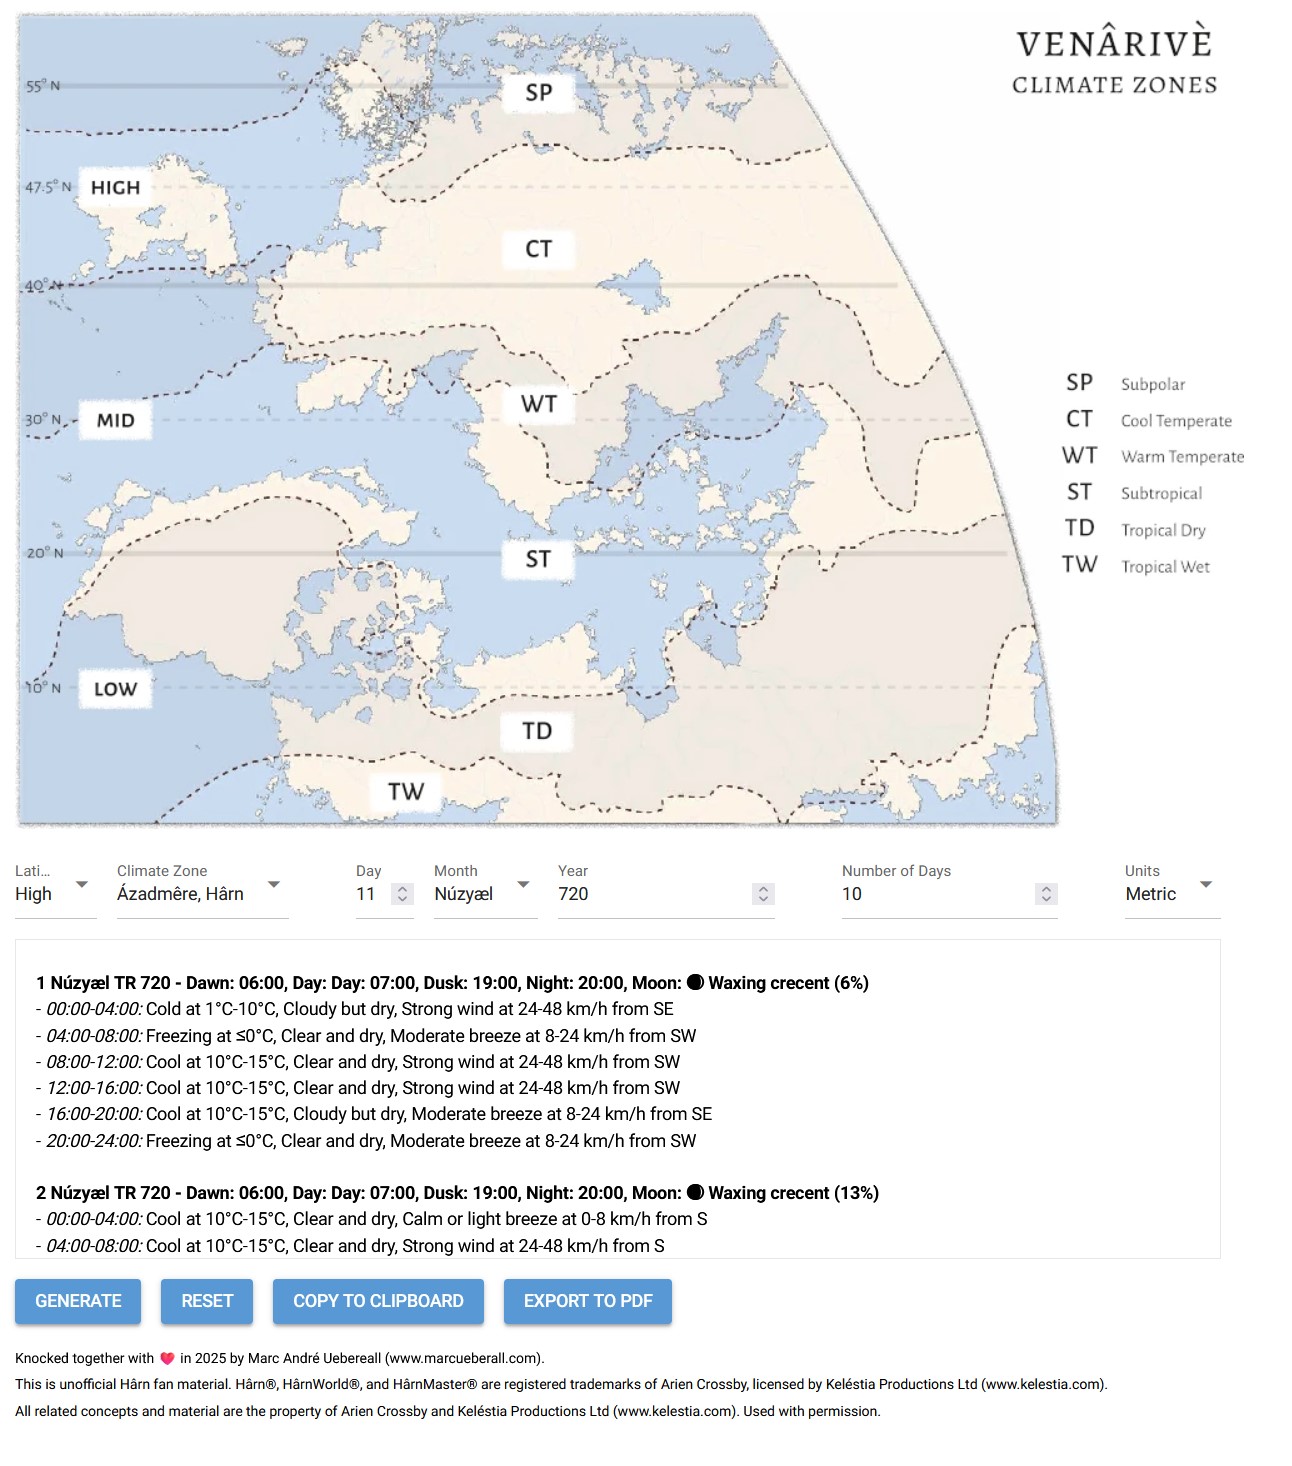 VENÂRIVÈ
CLIMATE ZONES
55° N
SP
47.5° N
HIGH
CT
40° N
WT
30° N
MID
20° N
ST
10° N
LOW
TD
TW
SP Subpolar
CT Cool Temperate
WT Warm Temperate
ST Subtropical
TD Tropical Dry
TW Tropical Wet
Lati... Climate Zone Day Month Year Number of Days Units
High Ázadmêre, Hârn 11 Núzyæl 720 10 Metric
1 Núzyæl TR 720 - Dawn: 06:00, Day: Day: 07:00, Dusk: 19:00, Night: 20:00, Moon: Waxing crecent (6%)
- 00:00-04:00: Cold at 1°C-10°C, Cloudy but dry, Strong wind at 24-48 km/h from SE
- 04:00-08:00: Freezing at ≤0°C, Clear and dry, Moderate breeze at 8-24 km/h from SW
- 08:00-12:00: Cool at 10°C-15°C, Clear and dry, Strong wind at 24-48 km/h from SW
- 12:00-16:00: Cool at 10°C-15°C, Clear and dry, Strong wind at 24-48 km/h from SW
- 16:00-20:00: Cool at 10°C-15°C, Cloudy but dry, Moderate breeze at 8-24 km/h from SE
- 20:00-24:00: Freezing at ≤0°C, Clear and dry, Moderate breeze at 8-24 km/h from SW
2 Núzyæl TR 720 - Dawn: 06:00, Day: Day: 07:00, Dusk: 19:00, Night: 20:00, Moon: Waxing crecent (13%)
- 00:00-04:00: Cool at 10°C-15°C, Clear and dry, Calm or light breeze at 0-8 km/h from S
- 04:00-08:00: Cool at 10°C-15°C, Clear and dry, Strong wind at 24-48 km/h from S
GENERATE RESET COPY TO CLIPBOARD EXPORT TO PDF
Knocked together with ❤️ in 2025 by Marc André Uebereall (www.marcueberall.com).
This is unofficial Hârn fan material. Hârn®, HârnWorld®, and HârnMaster® are registered trademarks of Arien Crossby, licensed by Keléstia Productions Ltd (www.kelestia.com).
All related concepts and material are the property of Arien Crossby and Keléstia Productions Ltd (www.kelestia.com). Used with permission.